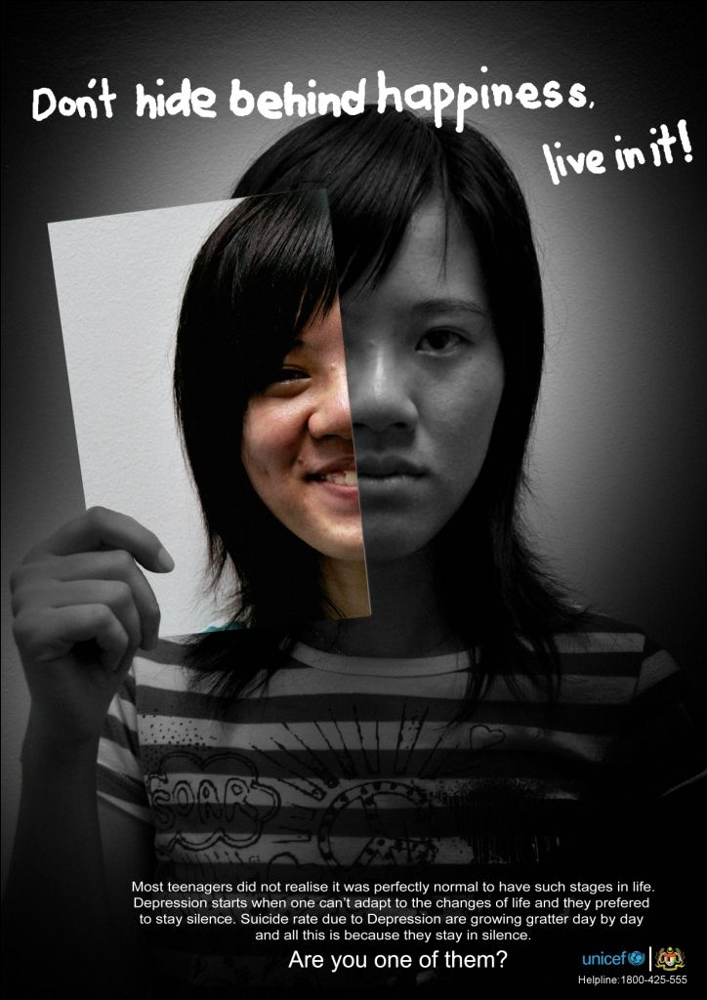 Don't hide behind happiness.
live in it!
SOAR
Most teenagers did not realise it was perfectly normal to have such stages in life.
Depression starts when one can't adapt to the changes of life and they prefered
to stay silence. Suicide rate due to Depression are growing gratter day by day
and all this is because they stay in silence.
Are you one of them?
unicef
Helpline:1800-425-555